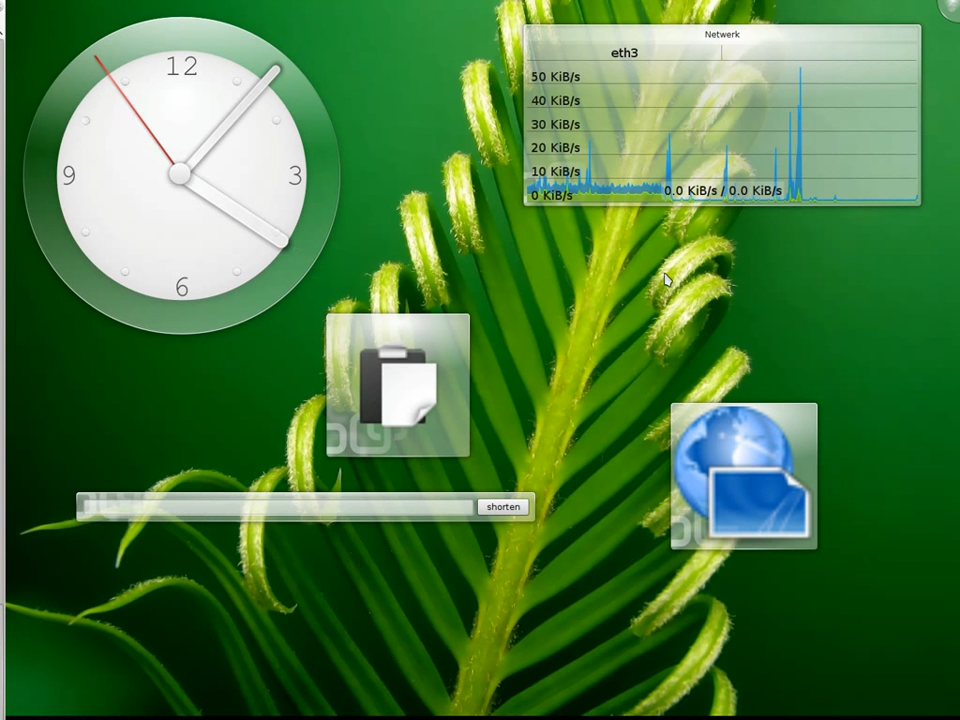 12
9
3
6
Netwerk
eth3
50 KiB/s
40 KiB/s
30 KiB/s
20 KiB/s
10 KiB/s
0 KiB/s
0.0 KiB/s / 0.0 KiB/s
shorten